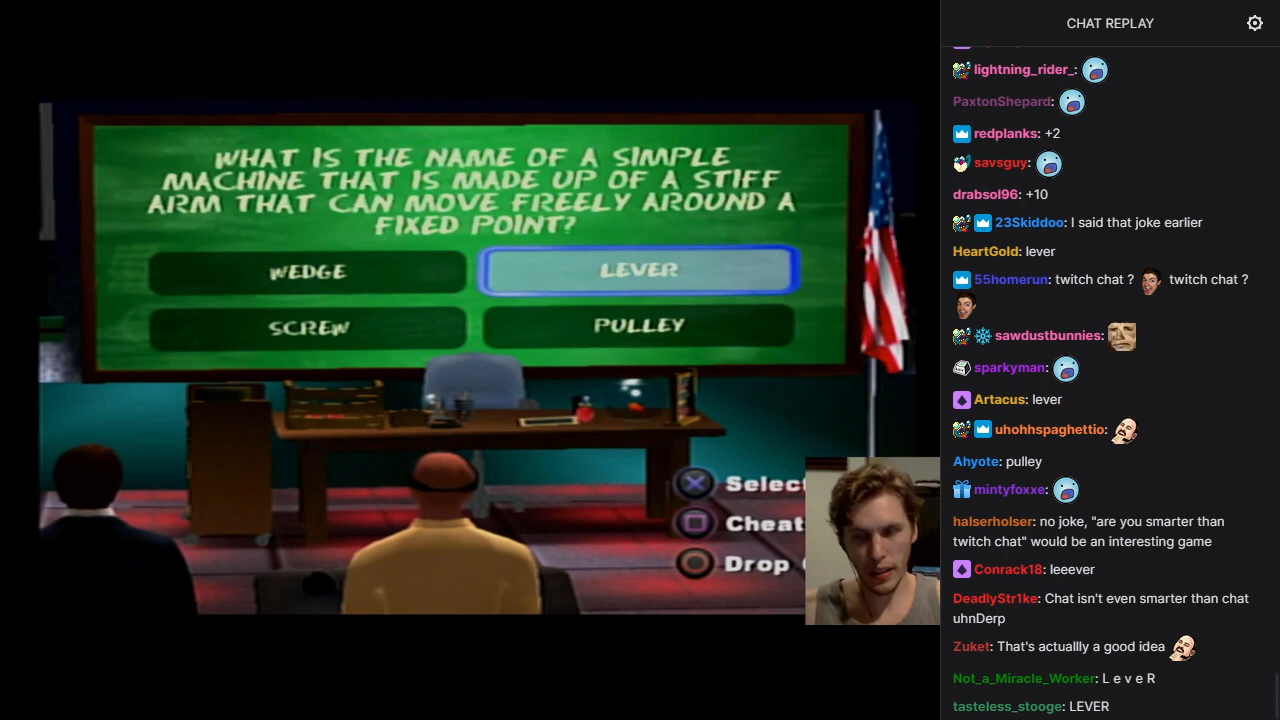 WHAT IS THE NAME OF A SIMPLE
MACHINE THAT IS MADE UP OF A STIFF
ARM THAT CAN MOVE FREELY AROUND A
FIXED POINT?
WEDGE
LEVER
SCREW
PULLEY
Select
Cheat
Drop
CHAT REPLAY
lightning_rider_:
PaxtonShepard:
redplanks: +2
savsguy:
drabsol96: +10
23Skiddoo: I said that joke earlier
HeartGold: lever
55homerun: twitch chat ? twitch chat ?
sawdustbunnies:
sparkyman:
Artacus: lever
uhohhspaghettio:
Ahyote: pulley
mintyfoxxe:
halserholser: no joke, "are you smarter than
twitch chat" would be an interesting game
Conrack18: leeever
DeadlyStr1ke: Chat isn't even smarter than chat
uhnDerp
Zuket: That's actuallly a good idea
Not_a_Miracle_Worker: L e v e R
tasteless_stooge: LEVER